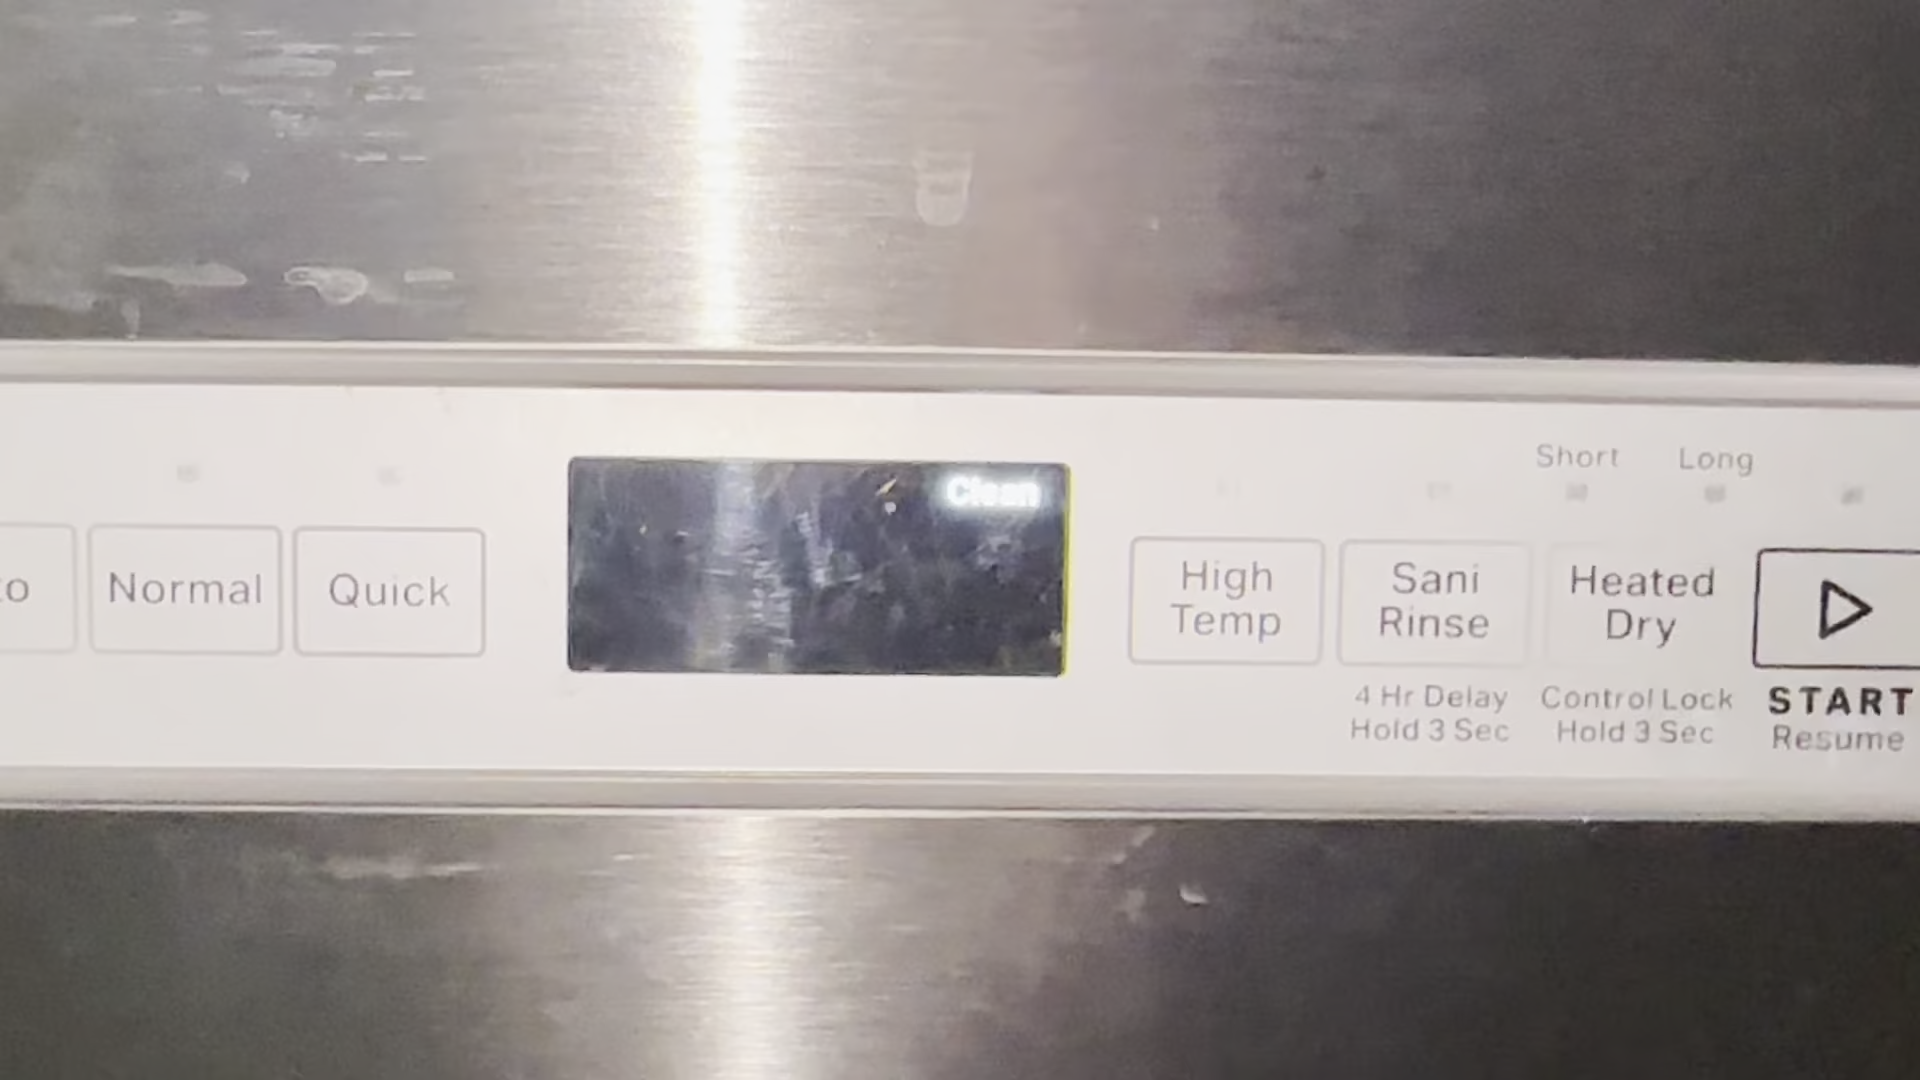 Clean
Short Long
to
Normal
Quick
High
Temp
Sani
Rinse
Heated
Dry
4 Hr Delay
Hold 3 Sec
Control Lock
Hold 3 Sec
START
Resume